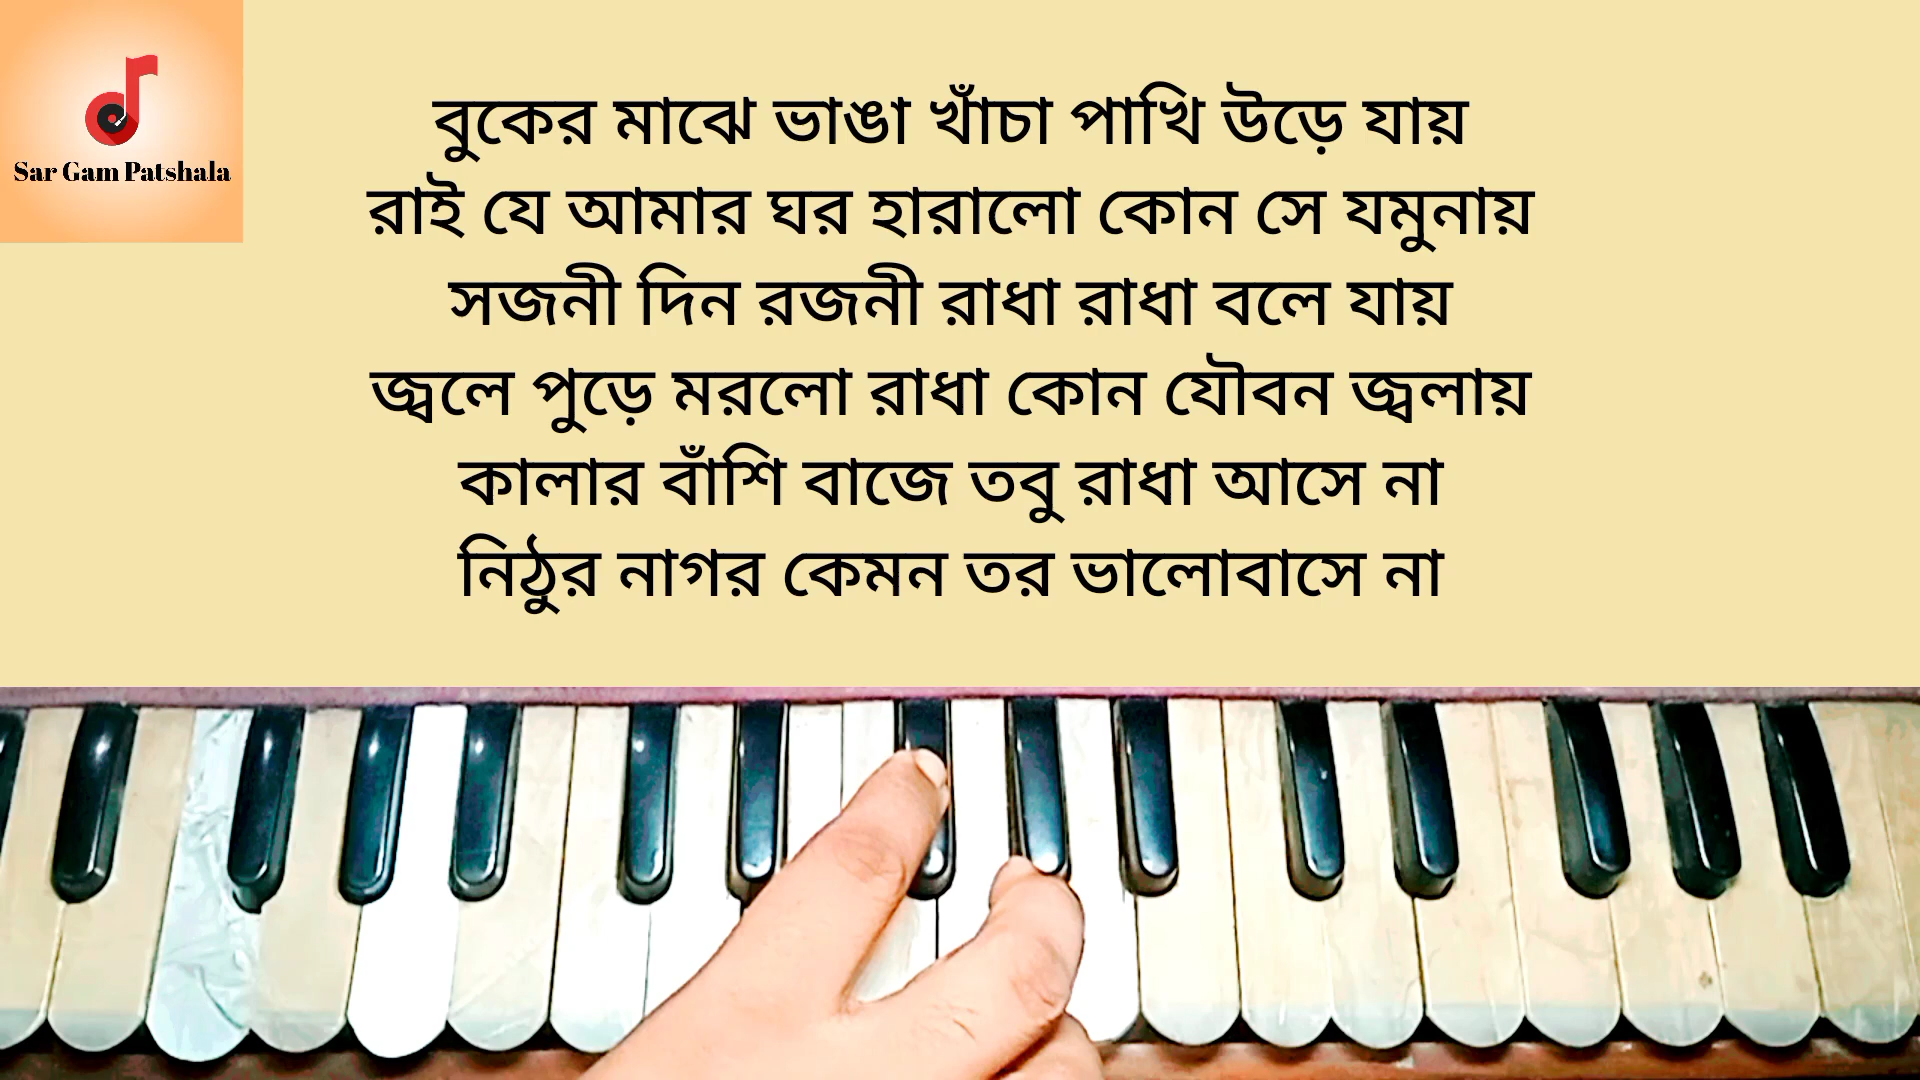 Sar Gam Patshala
বুকের মাঝে ভাঙা খাঁচা পাখি উড়ে যায়
রাই যে আমার ঘর হারালো কোন সে যমুনায়
সজনী দিন রজনী রাধা রাধা বলে যায়
জ্বলে পুড়ে মরলো রাধা কোন যৌবন জ্বলায়
কালার বাঁশি বাজে তবু রাধা আসে না
নিঠুর নাগর কেমন তর ভালোবাসে না